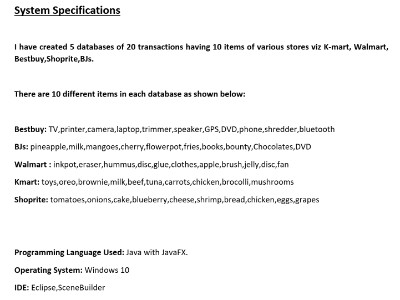 System Specifications
I have created 5 databases of 20 transactions having 10 items of various stores viz K-mart, Walmart,
Bestbuy,Shoprite,BJs.
There are 10 different items in each database as shown below:
Bestbuy: TV,printer,camera,laptop,trimmer,speaker,GPS,DVD,phone,shredder,bluetooth
BJs: pineapple,milk,mangoes,cherry,flowerpot,fries,books,bounty,Chocolates,DVD
Walmart : inkpot,eraser,hummus,disc,glue,clothes,apple,brush,jelly,disc,fan
Kmart: toys,oreo,brownie,milk,beef,tuna,carrots,chicken,brocolli,mushrooms
Shoprite: tomatoes,onions,cake,blueberry,cheese,shrimp,bread,chicken,eggs,grapes
Programming Language Used: Java with JavaFX.
Operating System: Windows 10
IDE: Eclipse,SceneBuilder